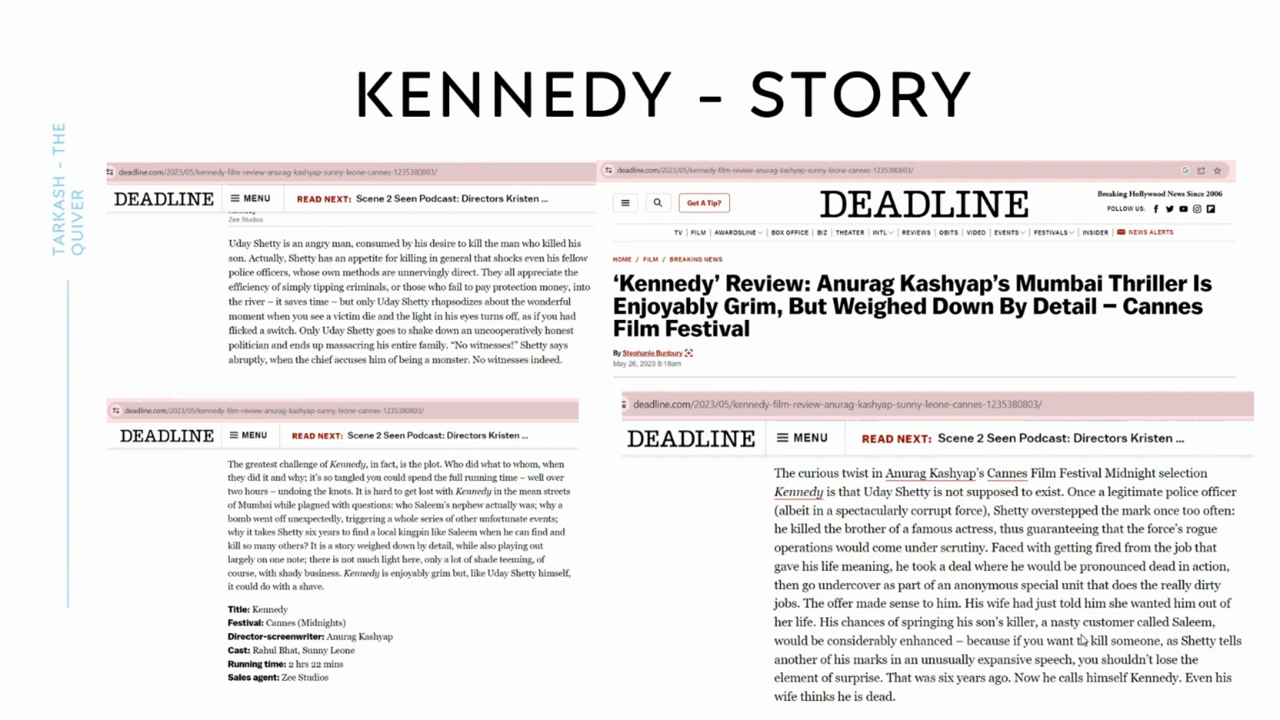 KENNEDY - STORY
TARKASH - THE
QUIVER
deadline.com/2023/05/kennedy-film-review-anurag-kashyap-sunny-leone-cannes-1235380803/
DEADLINE
MENU
READ NEXT: Scene 2 Seen Podcast: Directors Kristen ...
Zee Studios
Uday Shetty is an angry man, consumed by his desire to kill the man who killed his
son. Actually, Shetty has an appetite for killing in general that shocks even his fellow
police officers, whose own methods are unnervingly direct. They all appreciate the
efficiency of simply tipping criminals, or those who fail to pay protection money, into
the river – it saves time – but only Uday Shetty rhapsodizes about the wonderful
moment when you see a victim die and the light in his eyes turns off, as if you had
flicked a switch. Only Uday Shetty goes to shake down an uncooperatively honest
politician and ends up massacring his entire family. “No witnesses!” Shetty says
abruptly, when the chief accuses him of being a monster. No witnesses indeed.
deadline.com/2023/05/kennedy-film-review-anurag-kashyap-sunny-leone-cannes-1235380803/
Got A Tip?
DEADLINE
Breaking Hollywood News Since 2006
FOLLOW US:
TV | FILM | AWARDSLINE | BOX OFFICE | BIZ | THEATER | INTL | REVIEWS | OBITS | VIDEO | EVENTS | FESTIVALS | INSIDER | NEWS ALERTS
HOME / FILM / BREAKING NEWS
‘Kennedy’ Review: Anurag Kashyap’s Mumbai Thriller Is
Enjoyably Grim, But Weighed Down By Detail – Cannes
Film Festival
By Stephanie Bunbury
May 26, 2023 8:18am
deadline.com/2023/05/kennedy-film-review-anurag-kashyap-sunny-leone-cannes-1235380803/
DEADLINE
MENU
READ NEXT: Scene 2 Seen Podcast: Directors Kristen ...
The greatest challenge of Kennedy, in fact, is the plot. Who did what to whom, when
they did it and why; it’s so tangled you could spend the full running time – well over
two hours – undoing the knots. It is hard to get lost with Kennedy in the mean streets
of Mumbai while plagued with questions: who Saleem’s nephew actually was; why a
bomb went off unexpectedly, triggering a whole series of other unfortunate events;
why it takes Shetty six years to find a local kingpin like Saleem when he can find and
kill so many others? It is a story weighed down by detail, while also playing out
largely on one note; there is not much light here, only a lot of shade teeming, of
course, with shady business. Kennedy is enjoyably grim but, like Uday Shetty himself,
it could do with a shave.
Title: Kennedy
Festival: Cannes (Midnights)
Director-screenwriter: Anurag Kashyap
Cast: Rahul Bhat, Sunny Leone
Running time: 2 hrs 22 mins
Sales agent: Zee Studios
deadline.com/2023/05/kennedy-film-review-anurag-kashyap-sunny-leone-cannes-1235380803/
DEADLINE
MENU
READ NEXT: Scene 2 Seen Podcast: Directors Kristen ...
The curious twist in Anurag Kashyap’s Cannes Film Festival Midnight selection
Kennedy is that Uday Shetty is not supposed to exist. Once a legitimate police officer
(albeit in a spectacularly corrupt force), Shetty overstepped the mark once too often:
he killed the brother of a famous actress, thus guaranteeing that the force’s rogue
operations would come under scrutiny. Faced with getting fired from the job that
gave his life meaning, he took a deal where he would be pronounced dead in action,
then go undercover as part of an anonymous special unit that does the really dirty
jobs. The offer made sense to him. His wife had just told him she wanted him out of
her life. His chances of springing his son’s killer, a nasty customer called Saleem,
would be considerably enhanced – because if you want to kill someone, as Shetty tells
another of his marks in an unusually expansive speech, you shouldn’t lose the
element of surprise. That was six years ago. Now he calls himself Kennedy. Even his
wife thinks he is dead.